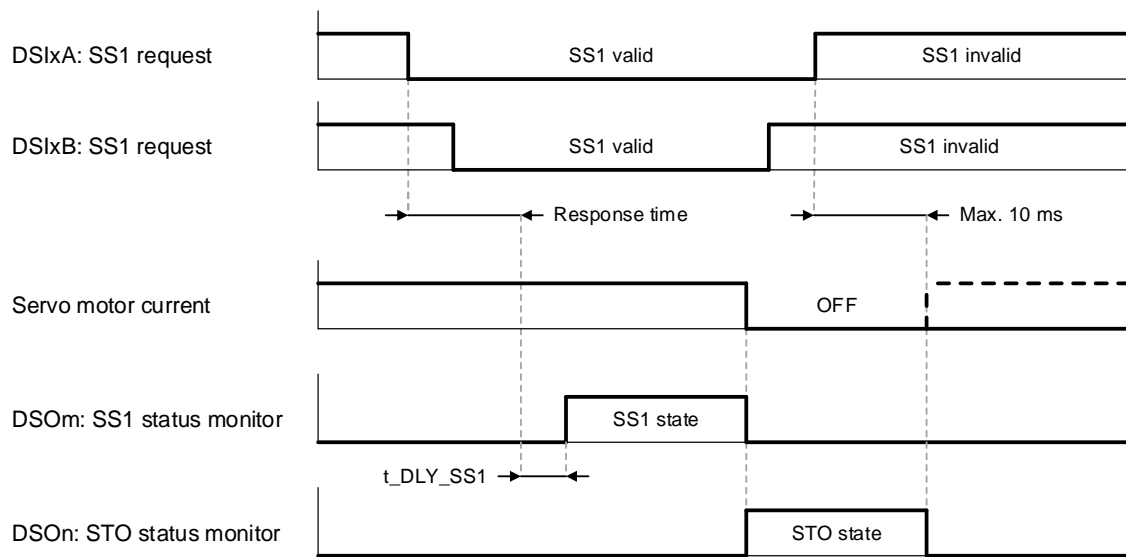 DSIxA: SS1 request
SS1 valid
SS1 invalid
DSIxB: SS1 request
SS1 valid
SS1 invalid
Response time
Max. 10 ms
Servo motor current
OFF
DSOm: SS1 status monitor
SS1 state
t_DLY_SS1
DSOn: STO status monitor
STO state